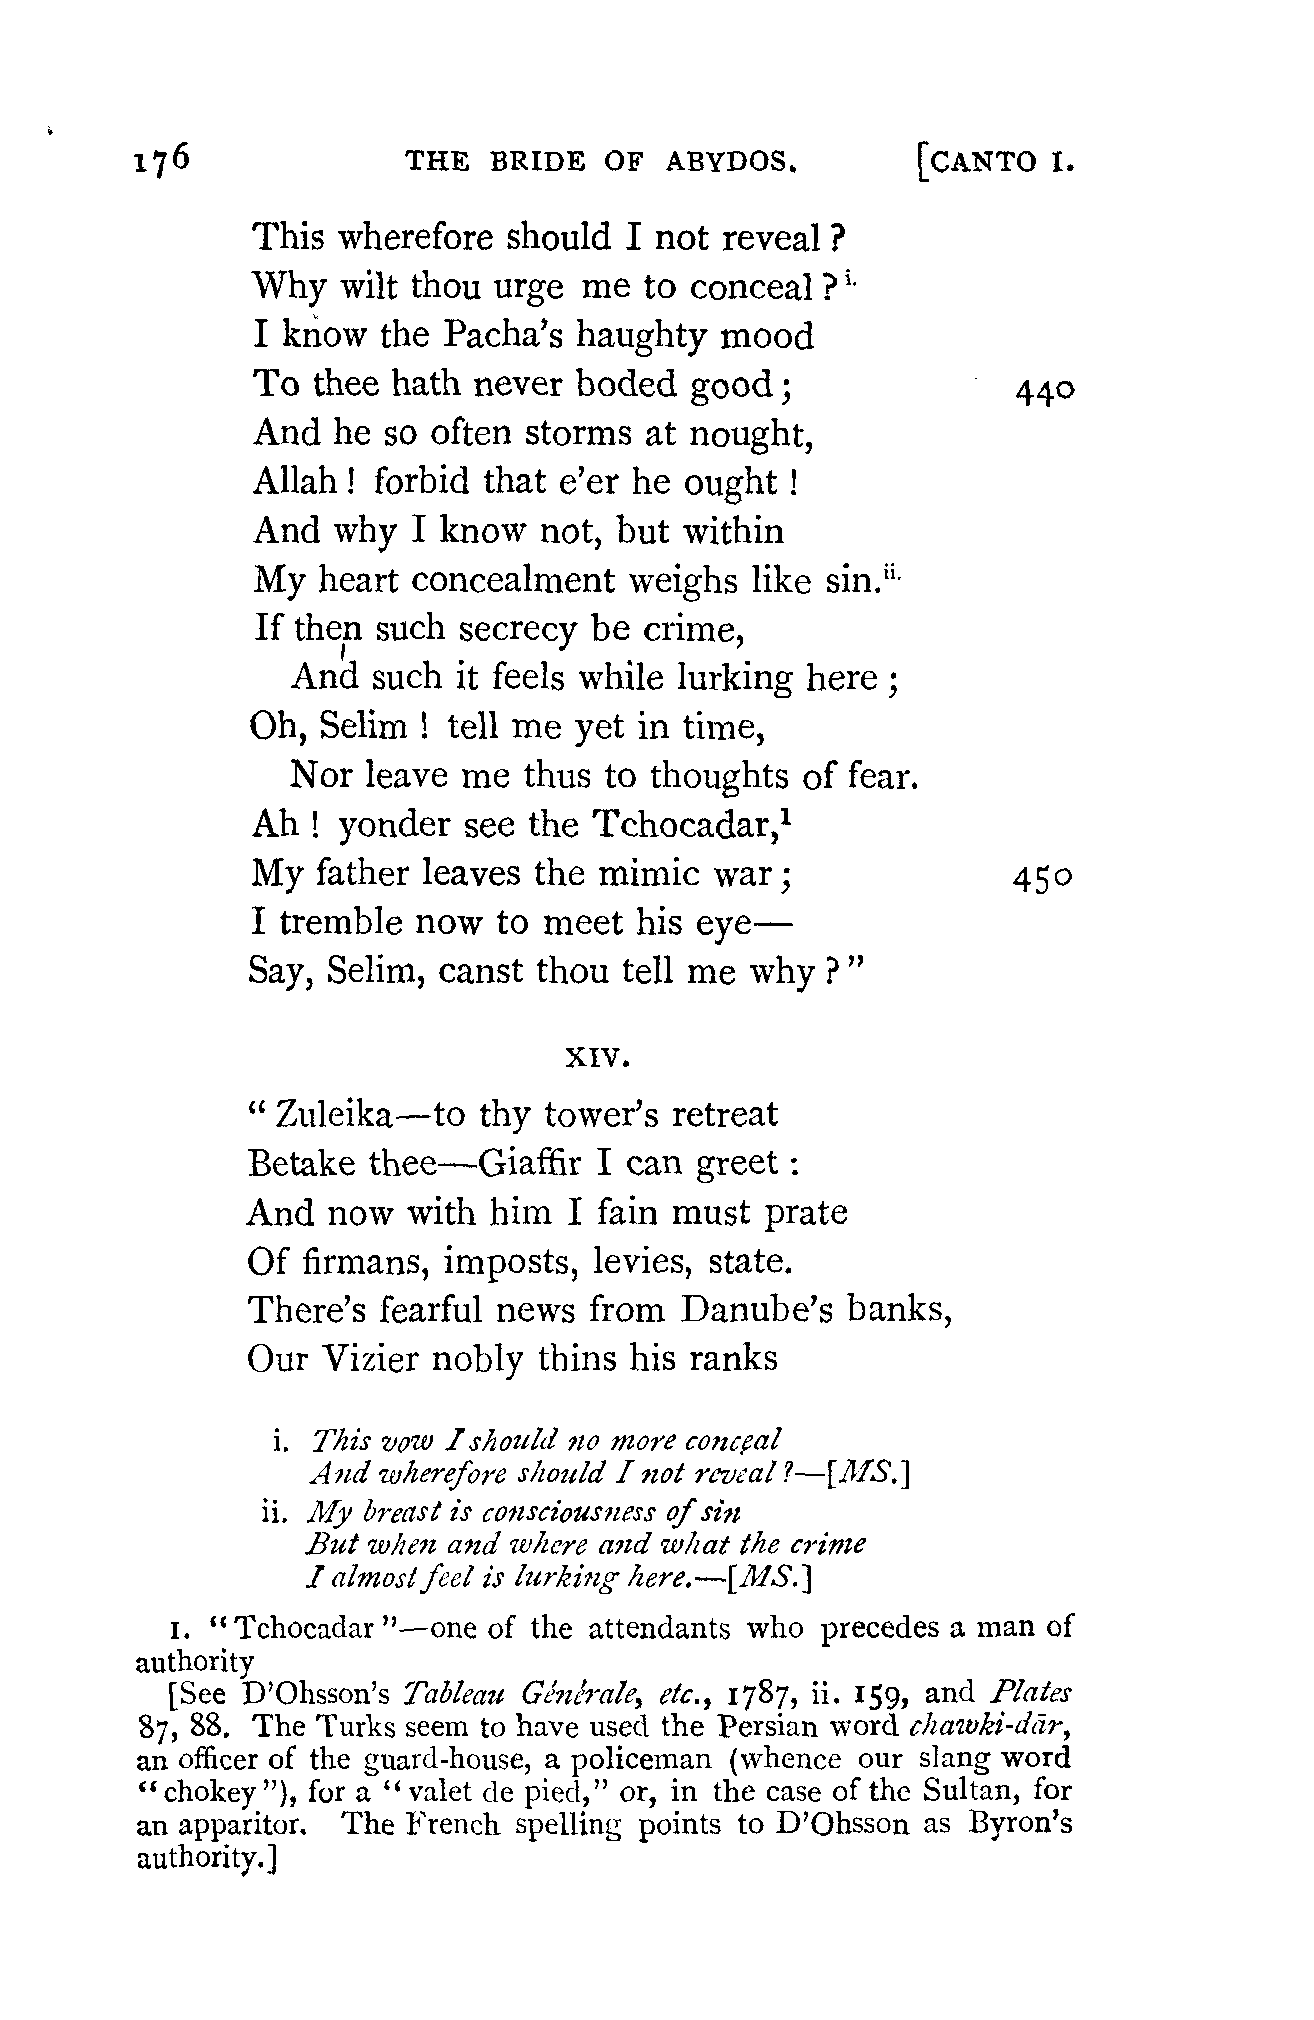 176 THE BRIDE OF ABYDOS. [CANTO I.
This wherefore should I not reveal?
Why wilt thou urge me to conceal? i.
I know the Pacha's haughty mood
To thee hath never boded good; 440
And he so often storms at nought,
Allah! forbid that e'er he ought!
And why I know not, but within
My heart concealment weighs like sin. ii.
If then such secrecy be crime,
And such it feels while lurking here;
Oh, Selim! tell me yet in time,
Nor leave me thus to thoughts of fear.
Ah! yonder see the Tchocadar,1
My father leaves the mimic war; 450
I tremble now to meet his eye—
Say, Selim, canst thou tell me why?"
XIV.
"Zuleika—to thy tower's retreat
Betake thee—Giaffir I can greet:
And now with him I fain must prate
Of firmans, imposts, levies, state.
There's fearful news from Danube's banks,
Our Vizier nobly thins his ranks
i. This vow I should no more conceal
And wherefore should I not reveal?—[MS.]
ii. My breast is consciousness of sin
But when and where and what the crime
I almost feel is lurking here.—[MS.]
1. "Tchocadar"—one of the attendants who precedes a man of
authority
[See D'Ohsson's Tableau Générale, etc., 1787, ii. 159, and Plates
87, 88. The Turks seem to have used the Persian word chawki-dār,
an officer of the guard-house, a policeman (whence our slang word
"chokey"), for a "valet de pied," or, in the case of the Sultan, for
an apparitor. The French spelling points to D'Ohsson as Byron's
authority.]